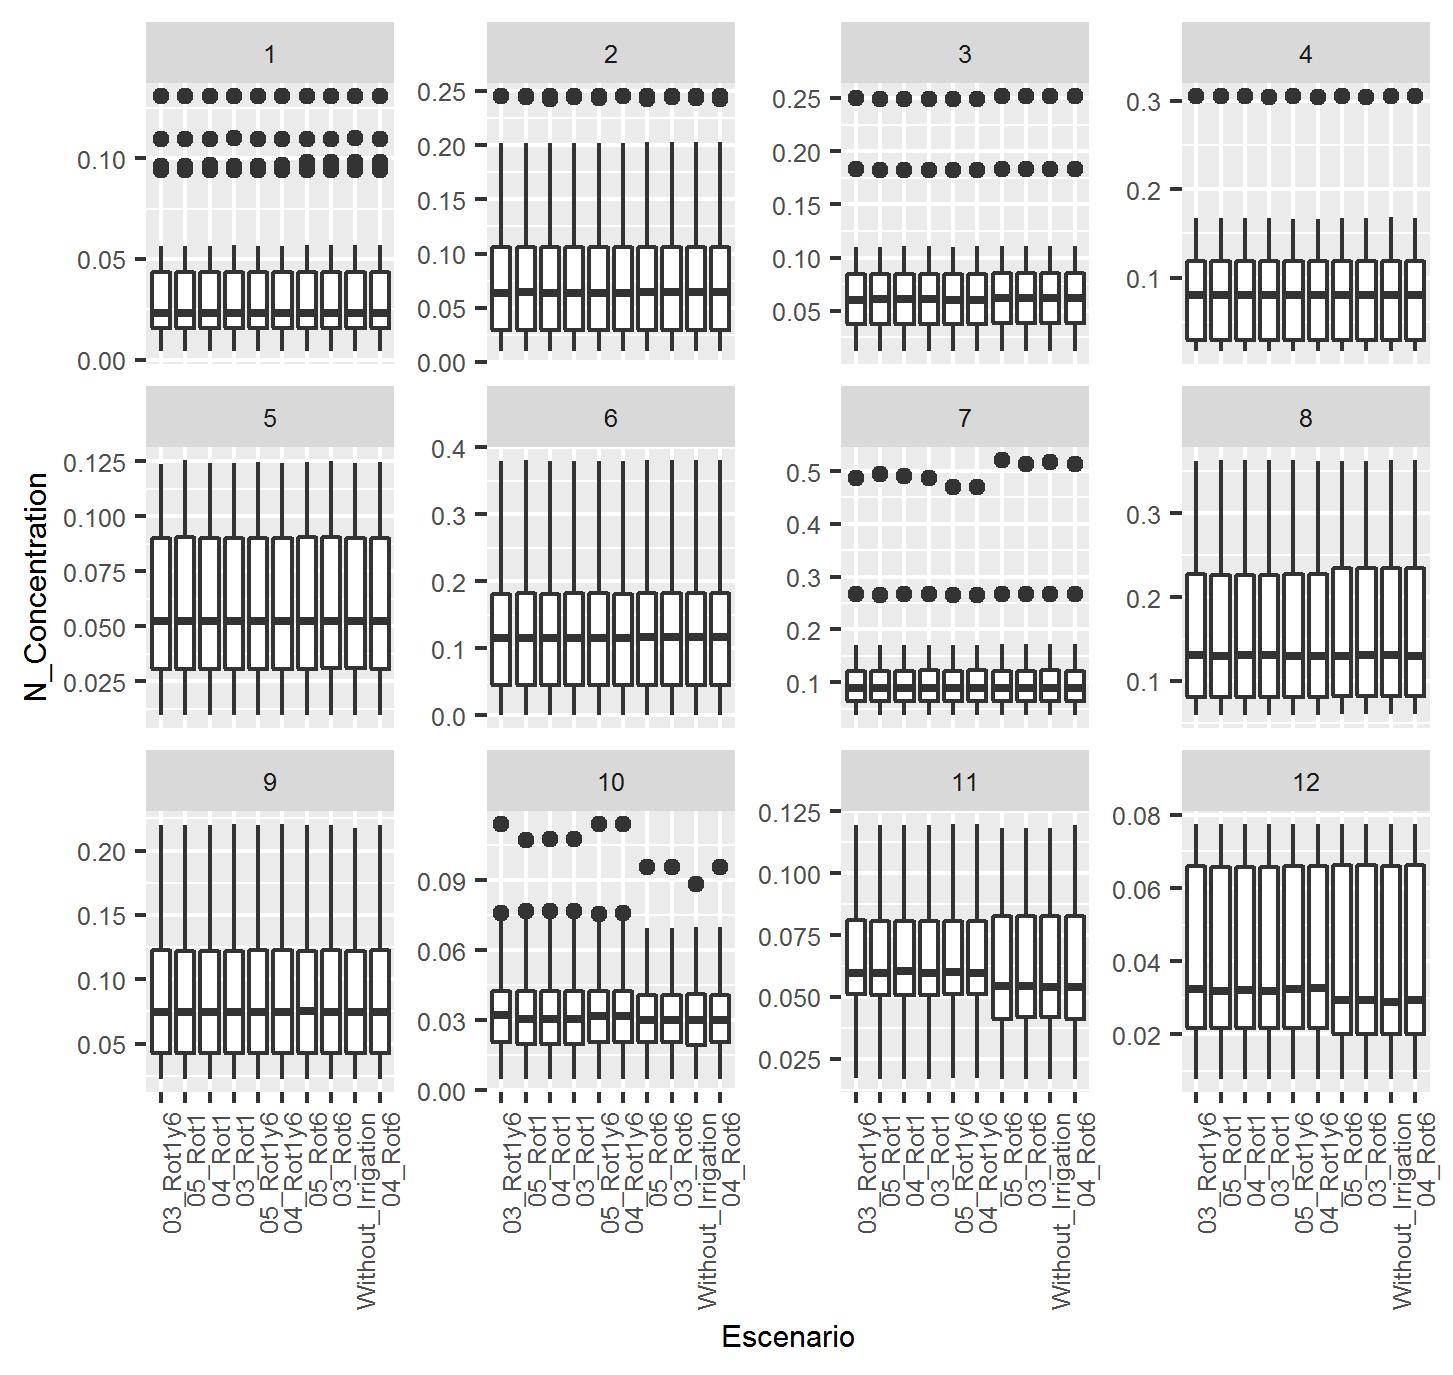 1 2 3 4
0.10
0.05
0.00
0.25
0.20
0.15
0.10
0.05
0.00
0.25
0.20
0.15
0.10
0.05
0.3
0.2
0.1
5 6 7 8
0.125
0.100
0.075
0.050
0.025
0.4
0.3
0.2
0.1
0.0
0.5
0.4
0.3
0.2
0.1
0.3
0.2
0.1
9 10 11 12
0.20
0.15
0.10
0.05
0.09
0.06
0.03
0.00
0.125
0.100
0.075
0.050
0.025
0.08
0.06
0.04
0.02
N_Concentration
03_Rot1y6
05_Rot1
04_Rot1
03_Rot1
05_Rot1y6
04_Rot1y6
05_Rot6
03_Rot6
Without_Irrigation
04_Rot6
03_Rot1y6
05_Rot1
04_Rot1
03_Rot1
05_Rot1y6
04_Rot1y6
05_Rot6
03_Rot6
Without_Irrigation
04_Rot6
03_Rot1y6
05_Rot1
04_Rot1
03_Rot1
05_Rot1y6
04_Rot1y6
05_Rot6
03_Rot6
Without_Irrigation
04_Rot6
03_Rot1y6
05_Rot1
04_Rot1
03_Rot1
05_Rot1y6
04_Rot1y6
05_Rot6
03_Rot6
Without_Irrigation
04_Rot6
Escenario